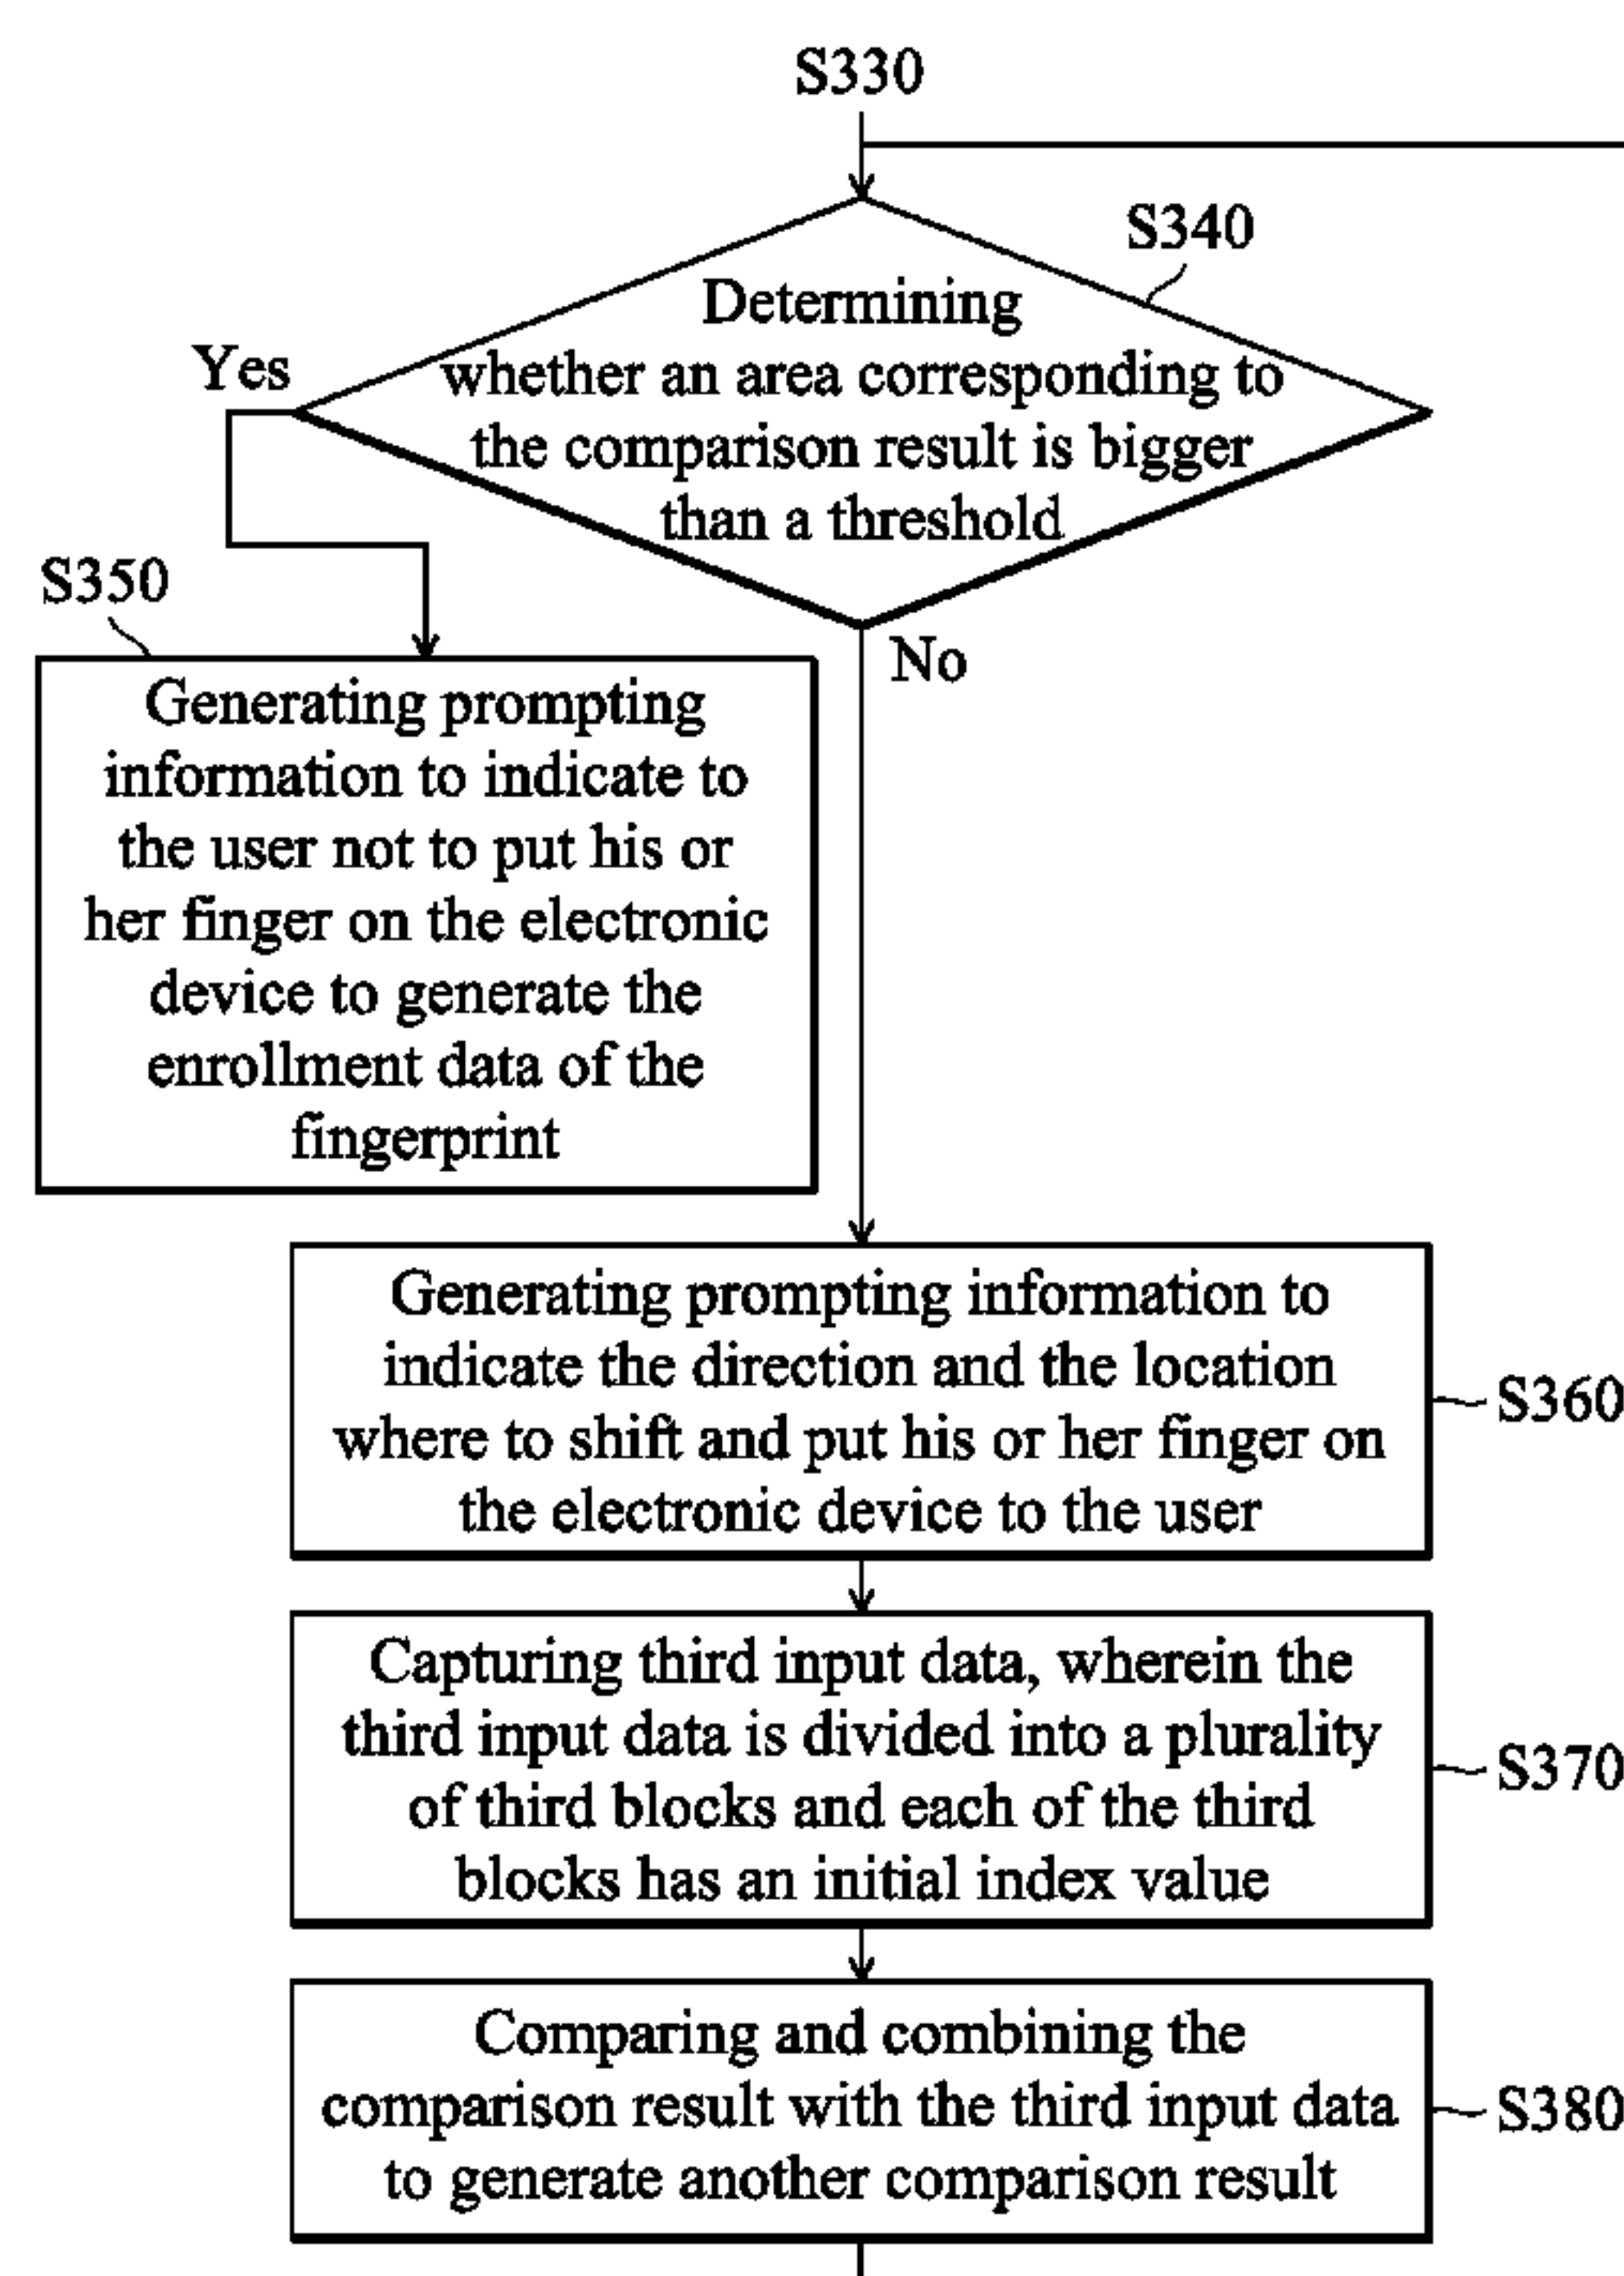 S330
S340
Determining
whether an area corresponding to
the comparison result is bigger
than a threshold
Yes
No
S350
Generating prompting
information to indicate to
the user not to put his or
her finger on the electronic
device to generate the
enrollment data of the
fingerprint
Generating prompting information to
indicate the direction and the location
where to shift and put his or her finger on
the electronic device to the user
S360
Capturing third input data, wherein the
third input data is divided into a plurality
of third blocks and each of the third
blocks has an initial index value
S370
Comparing and combining the
comparison result with the third input data
to generate another comparison result
S380